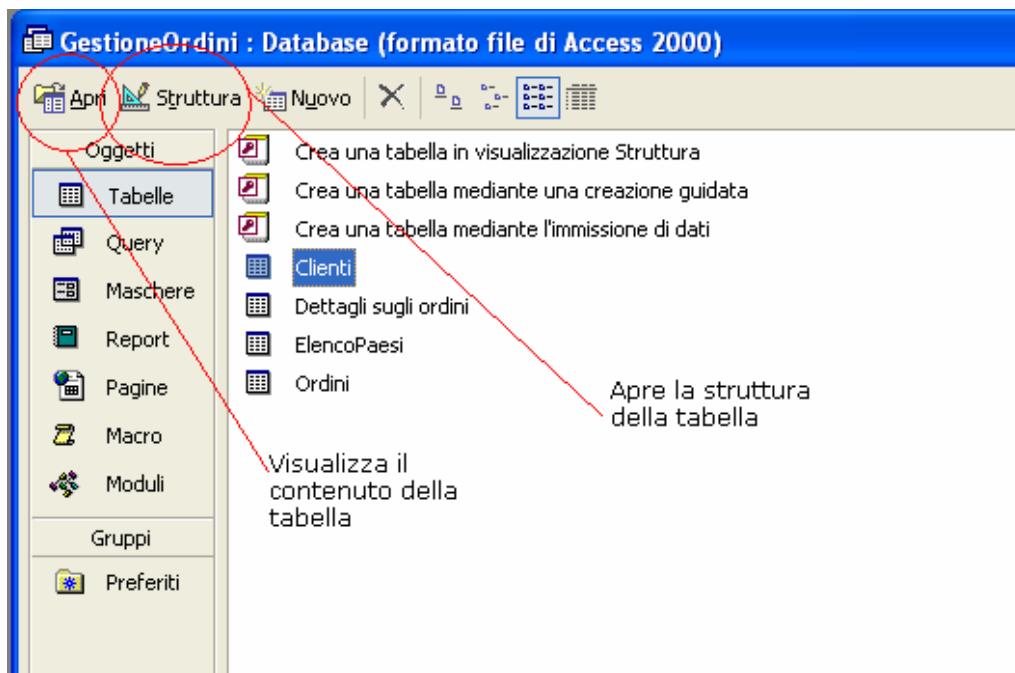 GestioneOrdini : Database (formato file di Access 2000)
Apri Struttura Nuovo
Oggetti
Tabelle
Query
Maschere
Report
Pagine
Macro
Moduli
Gruppi
Preferiti
Crea una tabella in visualizzazione Struttura
Crea una tabella mediante una creazione guidata
Crea una tabella mediante l'immissione di dati
Clienti
Dettagli sugli ordini
ElencoPaesi
Ordini
Apre la struttura
della tabella
Visualizza il
contenuto della
tabella